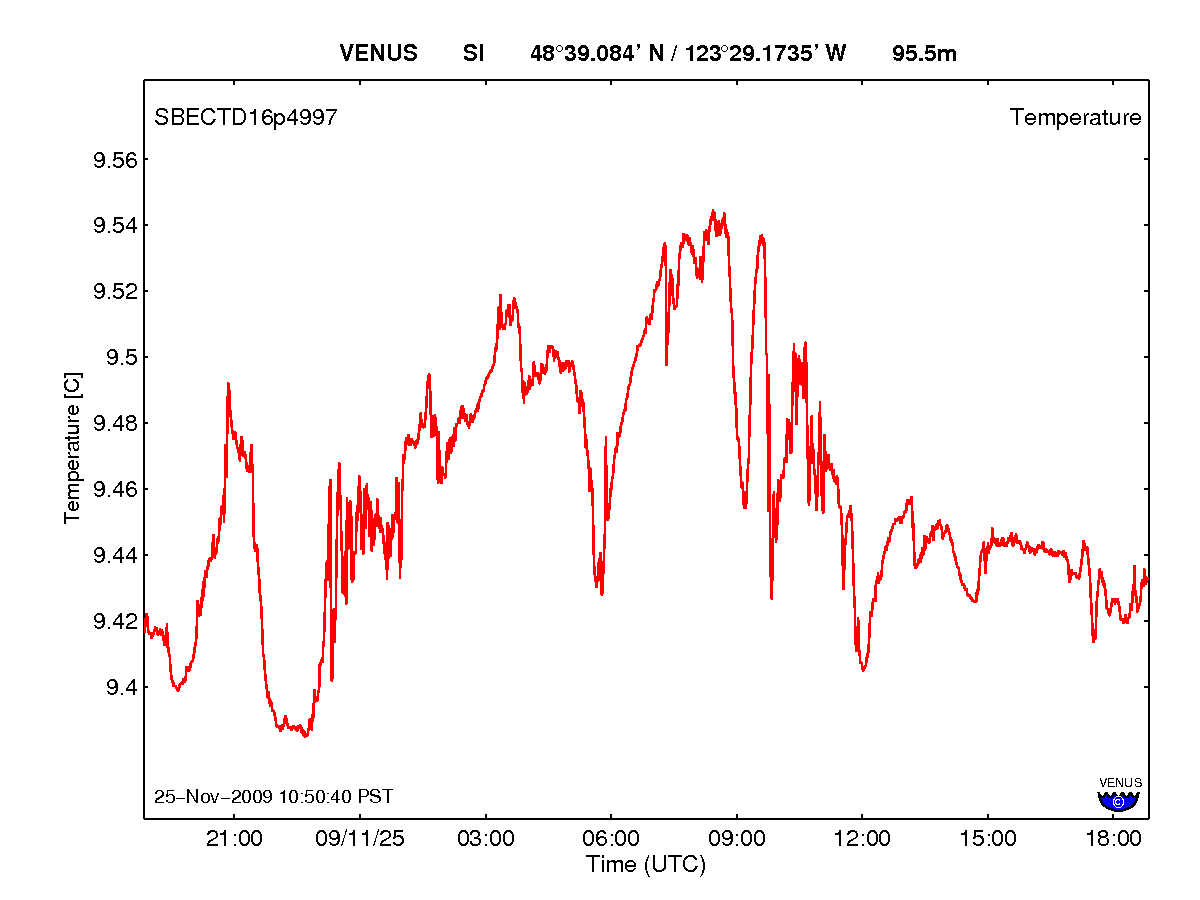 VENUS SI 48°39.084' N / 123°29.1735' W 95.5m
SBECTD16p4997
Temperature
9.56
9.54
9.52
9.5
9.48
9.46
9.44
9.42
9.4
Temperature [C]
25-Nov-2009 10:50:40 PST
VENUS
©
21:00 09/11/25 03:00 06:00 09:00 12:00 15:00 18:00
Time (UTC)